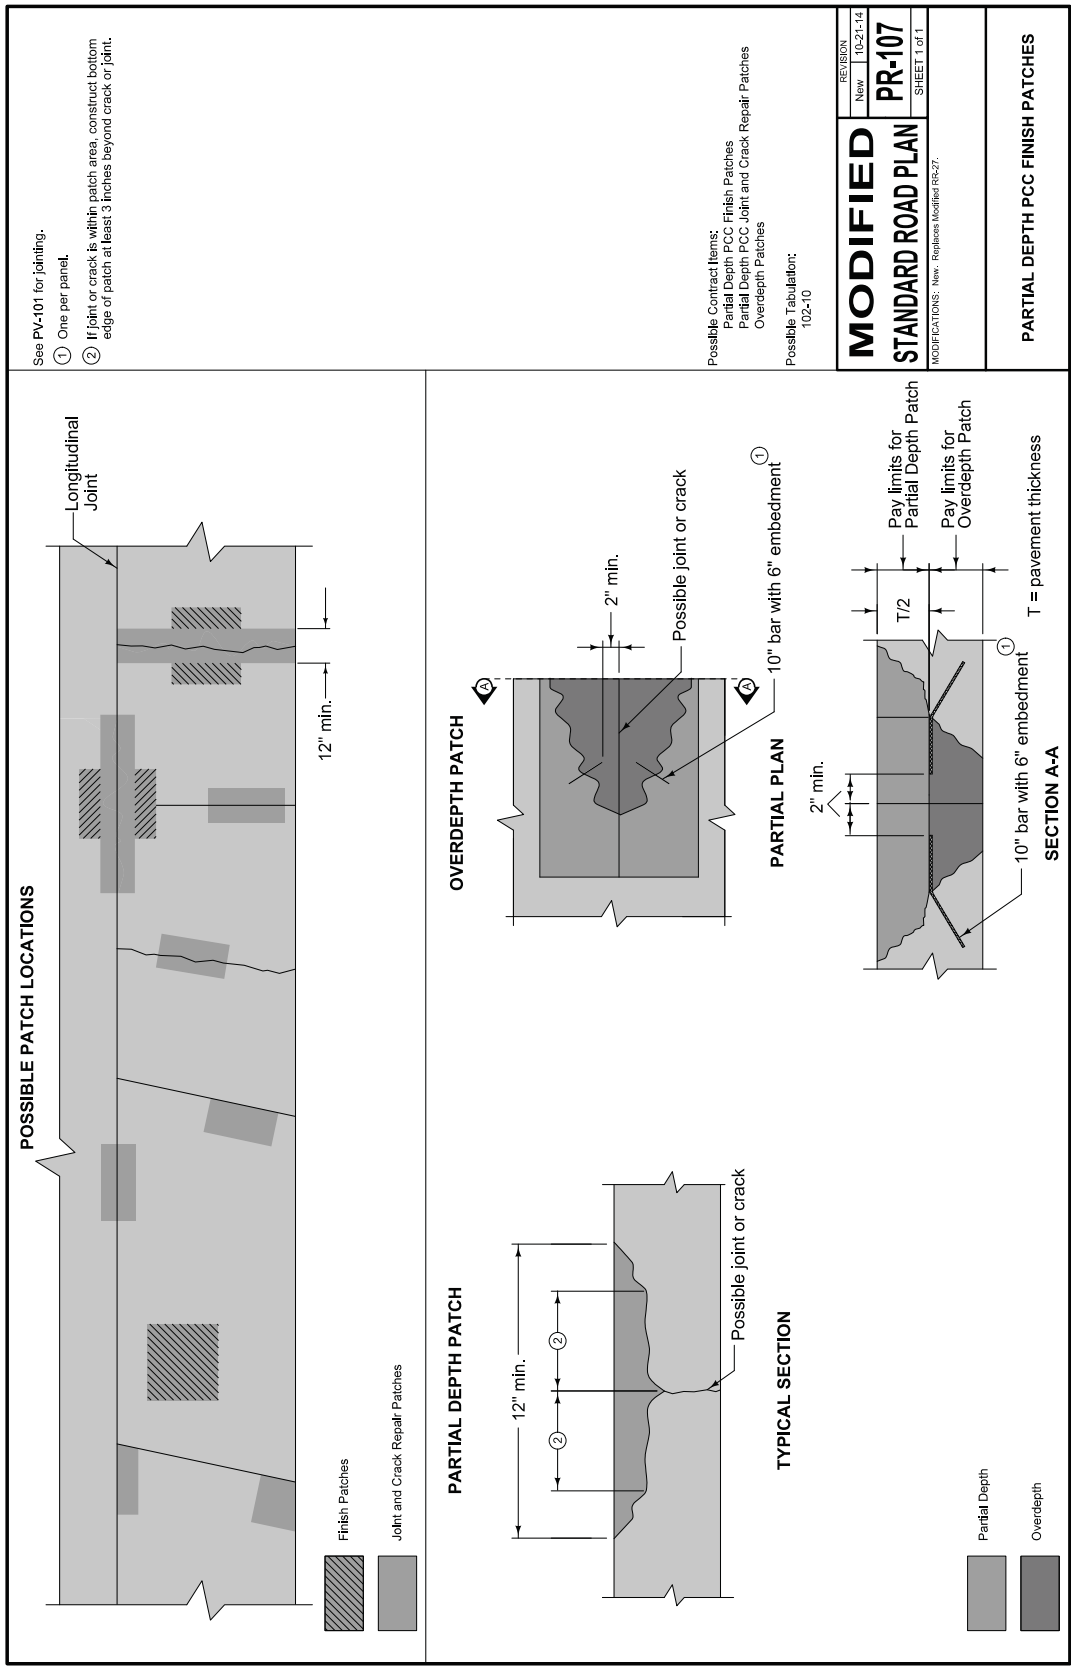 POSSIBLE PATCH LOCATIONS
Longitudinal
Joint
12" min.
Finish Patches
Joint and Crack Repair Patches
See PV-101 for jointing.
1 One per panel.
2 If joint or crack is within patch area, construct bottom
edge of patch at least 3 inches beyond crack or joint.
PARTIAL DEPTH PATCH
12" min.
2
2
Possible joint or crack
TYPICAL SECTION
OVERDEPTH PATCH
A
A
2" min.
Possible joint or crack
10" bar with 6" embedment 1
PARTIAL PLAN
2" min.
T/2
Pay limits for
Partial Depth Patch
Pay limits for
Overdepth Patch
10" bar with 6" embedment 1
T = pavement thickness
SECTION A-A
Partial Depth
Overdepth
Possible Contract Items:
Partial Depth PCC Finish Patches
Partial Depth PCC Joint and Crack Repair Patches
Overdepth Patches
Possible Tabulation:
102-10
MODIFIED
STANDARD ROAD PLAN
REVISION
New 10-21-14
PR-107
SHEET 1 of 1
MODIFICATIONS: New. Replaces Modified RR-27.
PARTIAL DEPTH PCC FINISH PATCHES